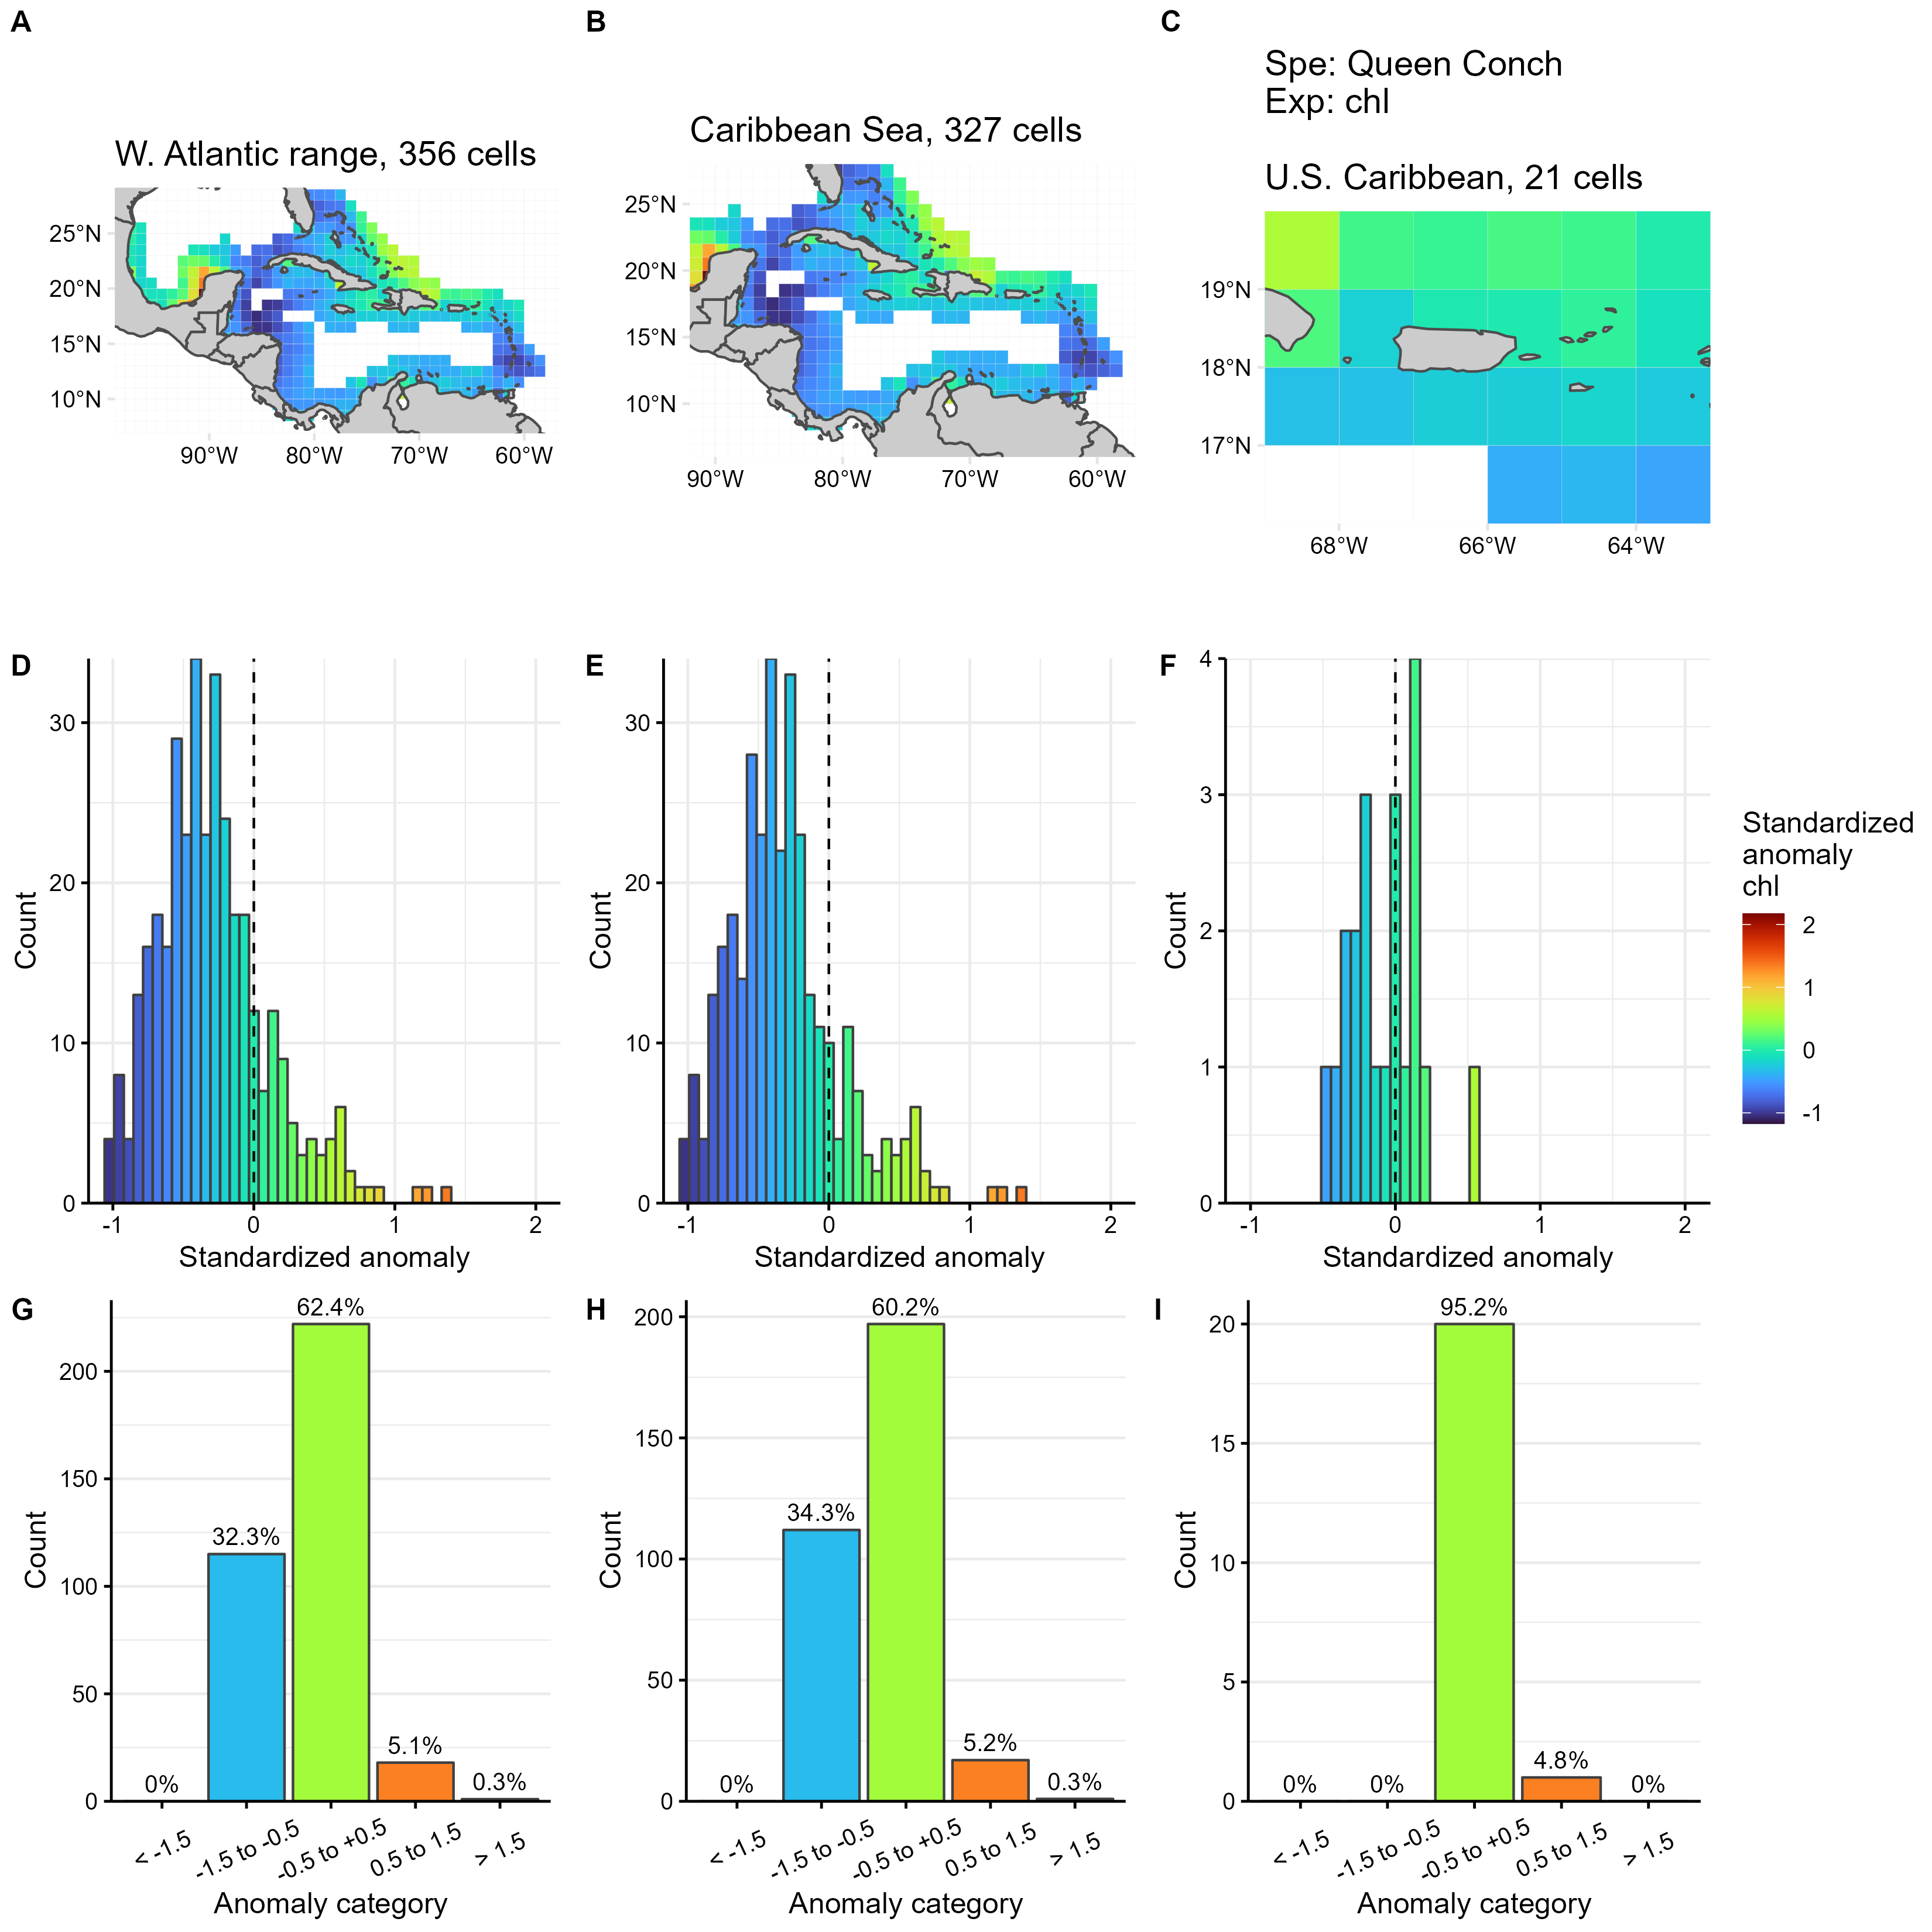 A
B
C
Spe: Queen Conch
Exp: chl
W. Atlantic range, 356 cells
Caribbean Sea, 327 cells
U.S. Caribbean, 21 cells
25°N
20°N
15°N
10°N
90°W 80°W 70°W 60°W
25°N
20°N
15°N
10°N
90°W 80°W 70°W 60°W
19°N
18°N
17°N
68°W 66°W 64°W
D
Count
30
20
10
0
-1 0 1 2
Standardized anomaly
E
Count
30
20
10
0
-1 0 1 2
Standardized anomaly
F
Count
4
3
2
1
0
-1 0 1 2
Standardized anomaly
Standardized
anomaly
chl
2
1
0
-1
G
Count
200
150
100
50
0
0%
32.3%
62.4%
5.1%
0.3%
< -1.5
-1.5 to -0.5
-0.5 to +0.5
0.5 to 1.5
> 1.5
Anomaly category
H
Count
200
150
100
50
0
0%
34.3%
60.2%
5.2%
0.3%
< -1.5
-1.5 to -0.5
-0.5 to +0.5
0.5 to 1.5
> 1.5
Anomaly category
I
Count
20
15
10
5
0
0%
0%
95.2%
4.8%
0%
< -1.5
-1.5 to -0.5
-0.5 to +0.5
0.5 to 1.5
> 1.5
Anomaly category